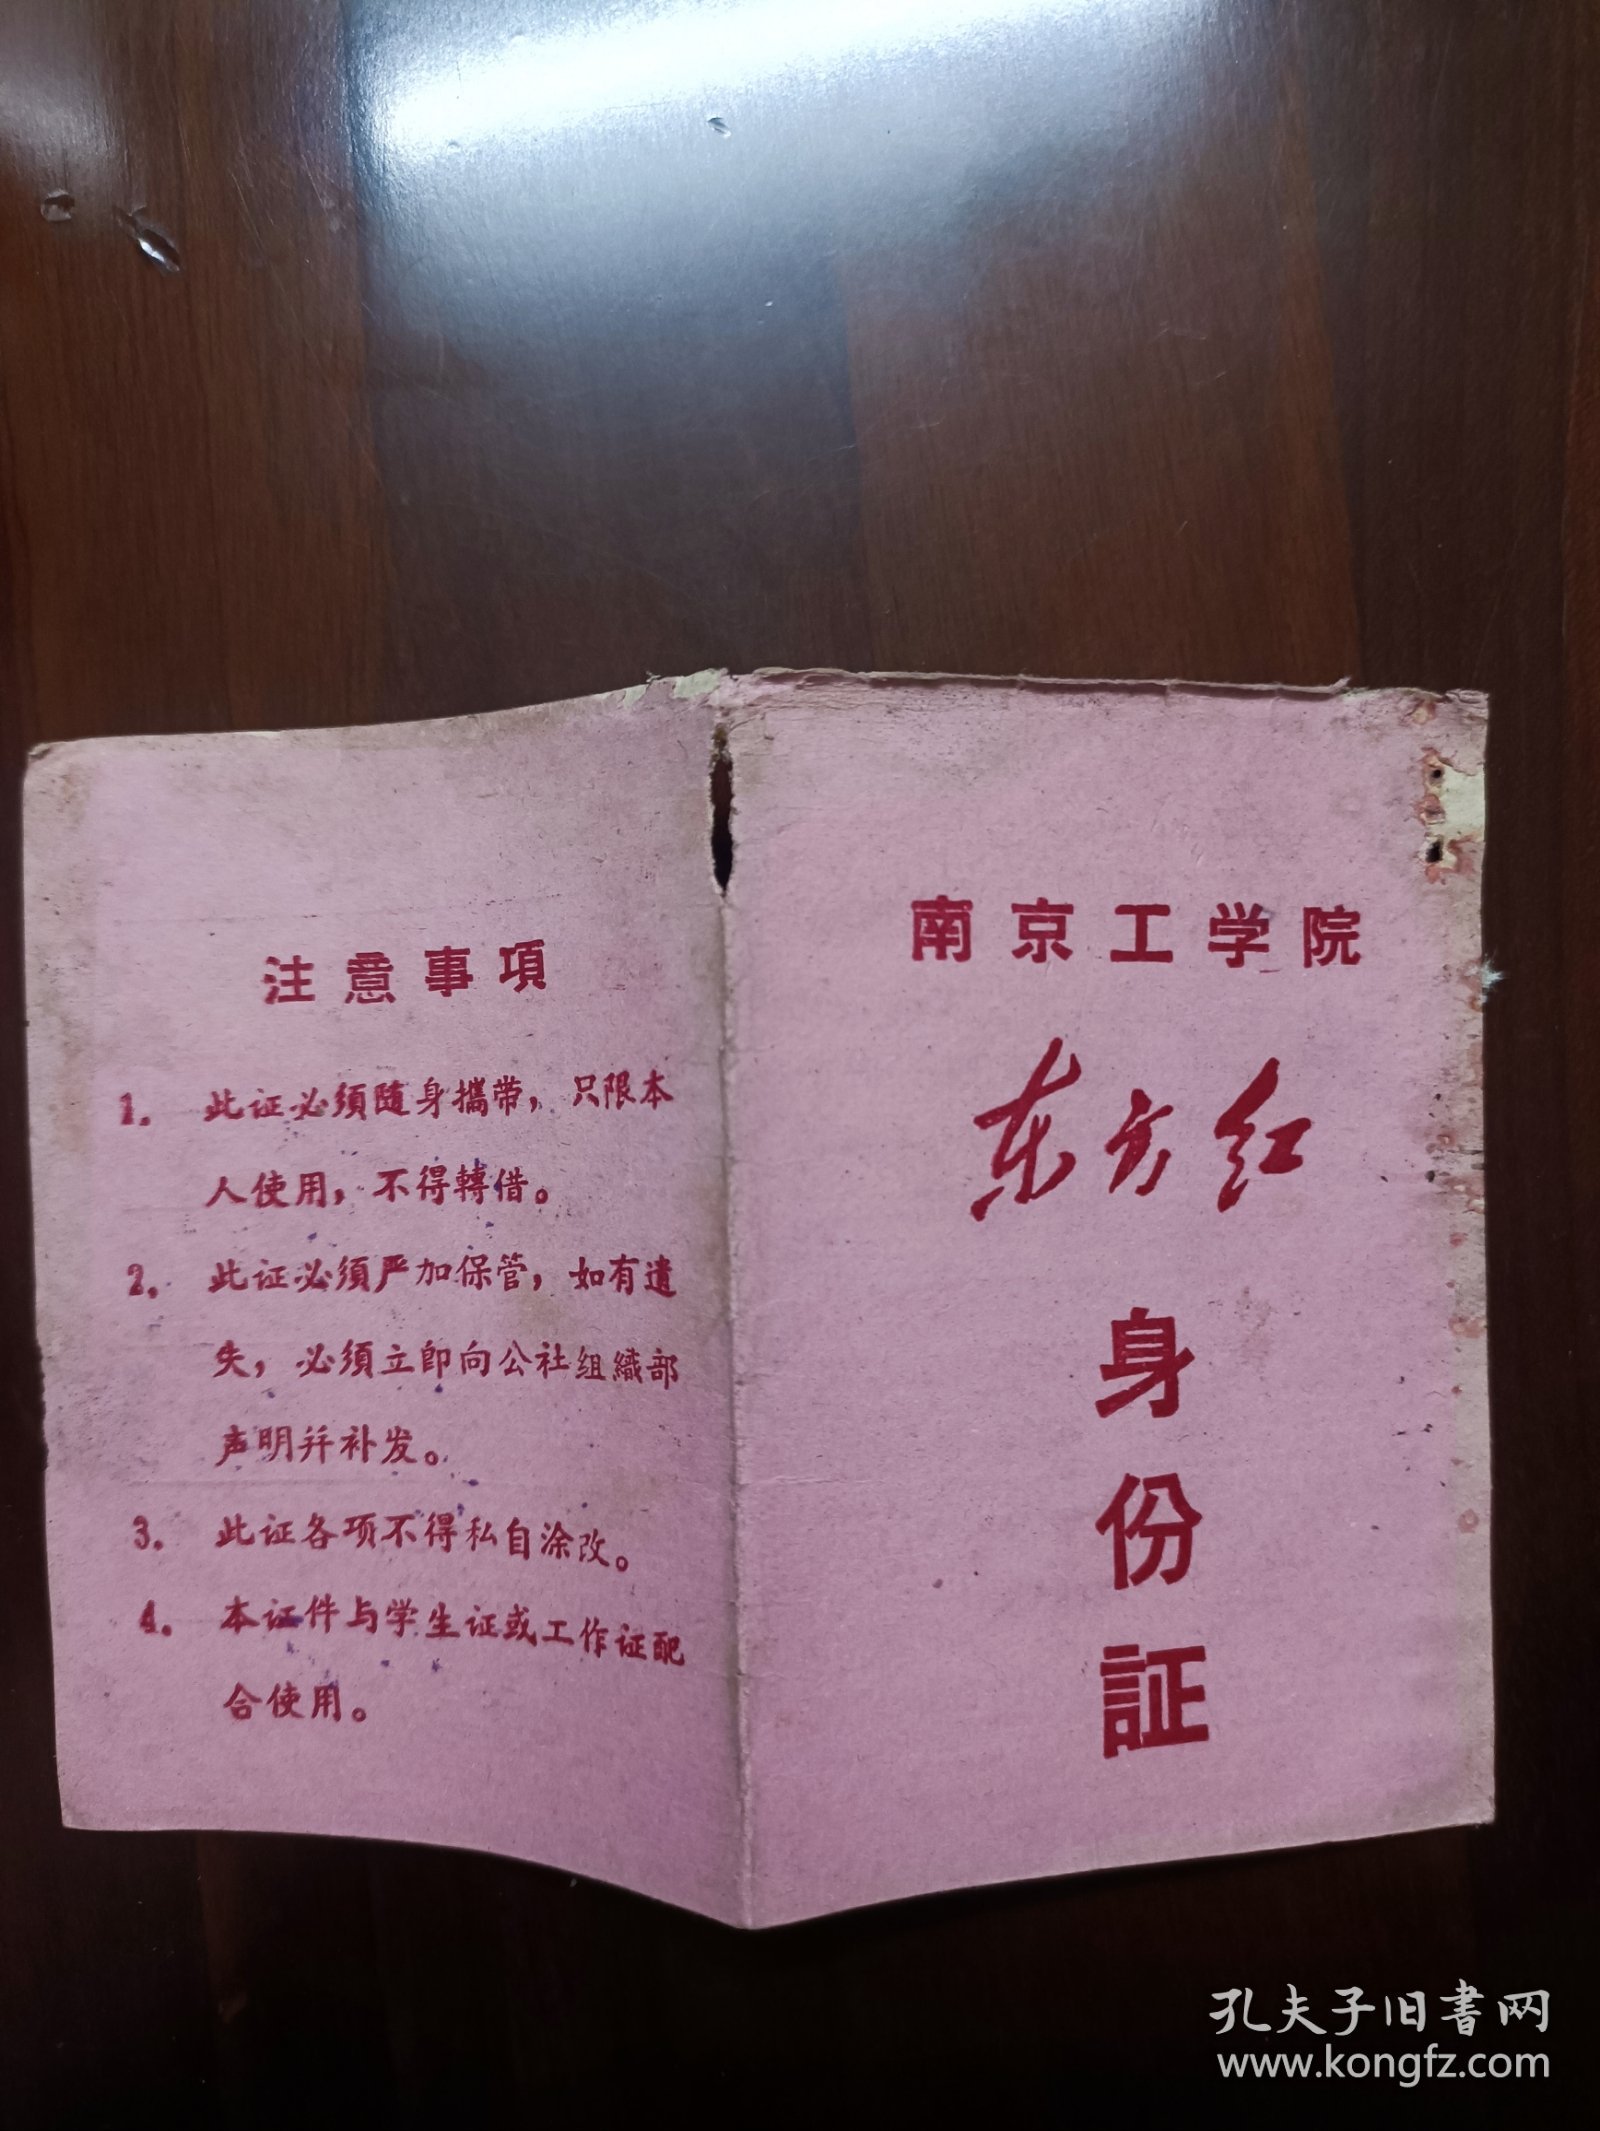 注意事項
1. 此证必须随身攜带，只限本
人使用，不得轉借。
2. 此证必须严加保管，如有遺
失，必须立即向公社组織部
声明并补发。
3. 此证各项不得私自涂改。
4. 本证件与学生证或工作证配
合使用。
南京工学院
东方红
身
份
証
孔夫子旧書网
www.kongfz.com